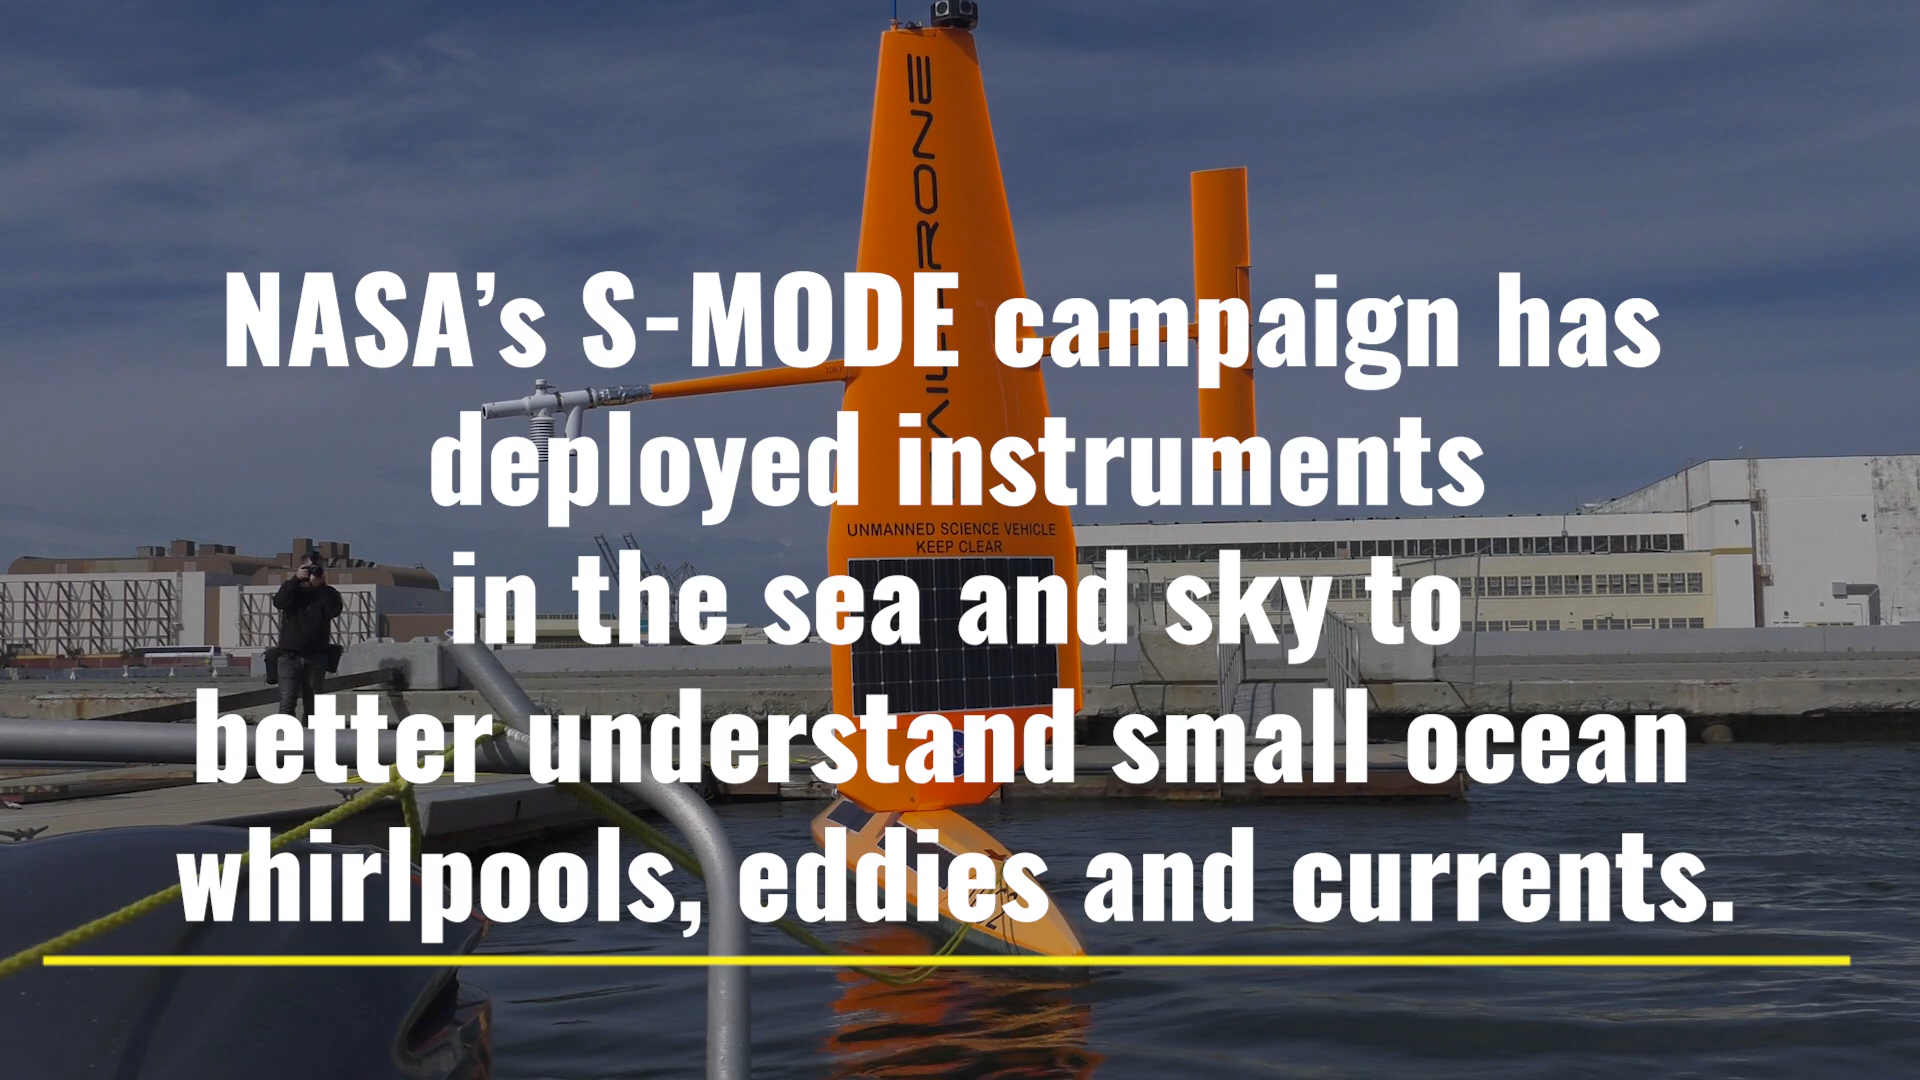 SAILDRONE
NASA's S-MODE campaign has
deployed instruments
UNMANNED SCIENCE VEHICLE
KEEP CLEAR
in the sea and sky to
better understand small ocean
whirlpools, eddies and currents.